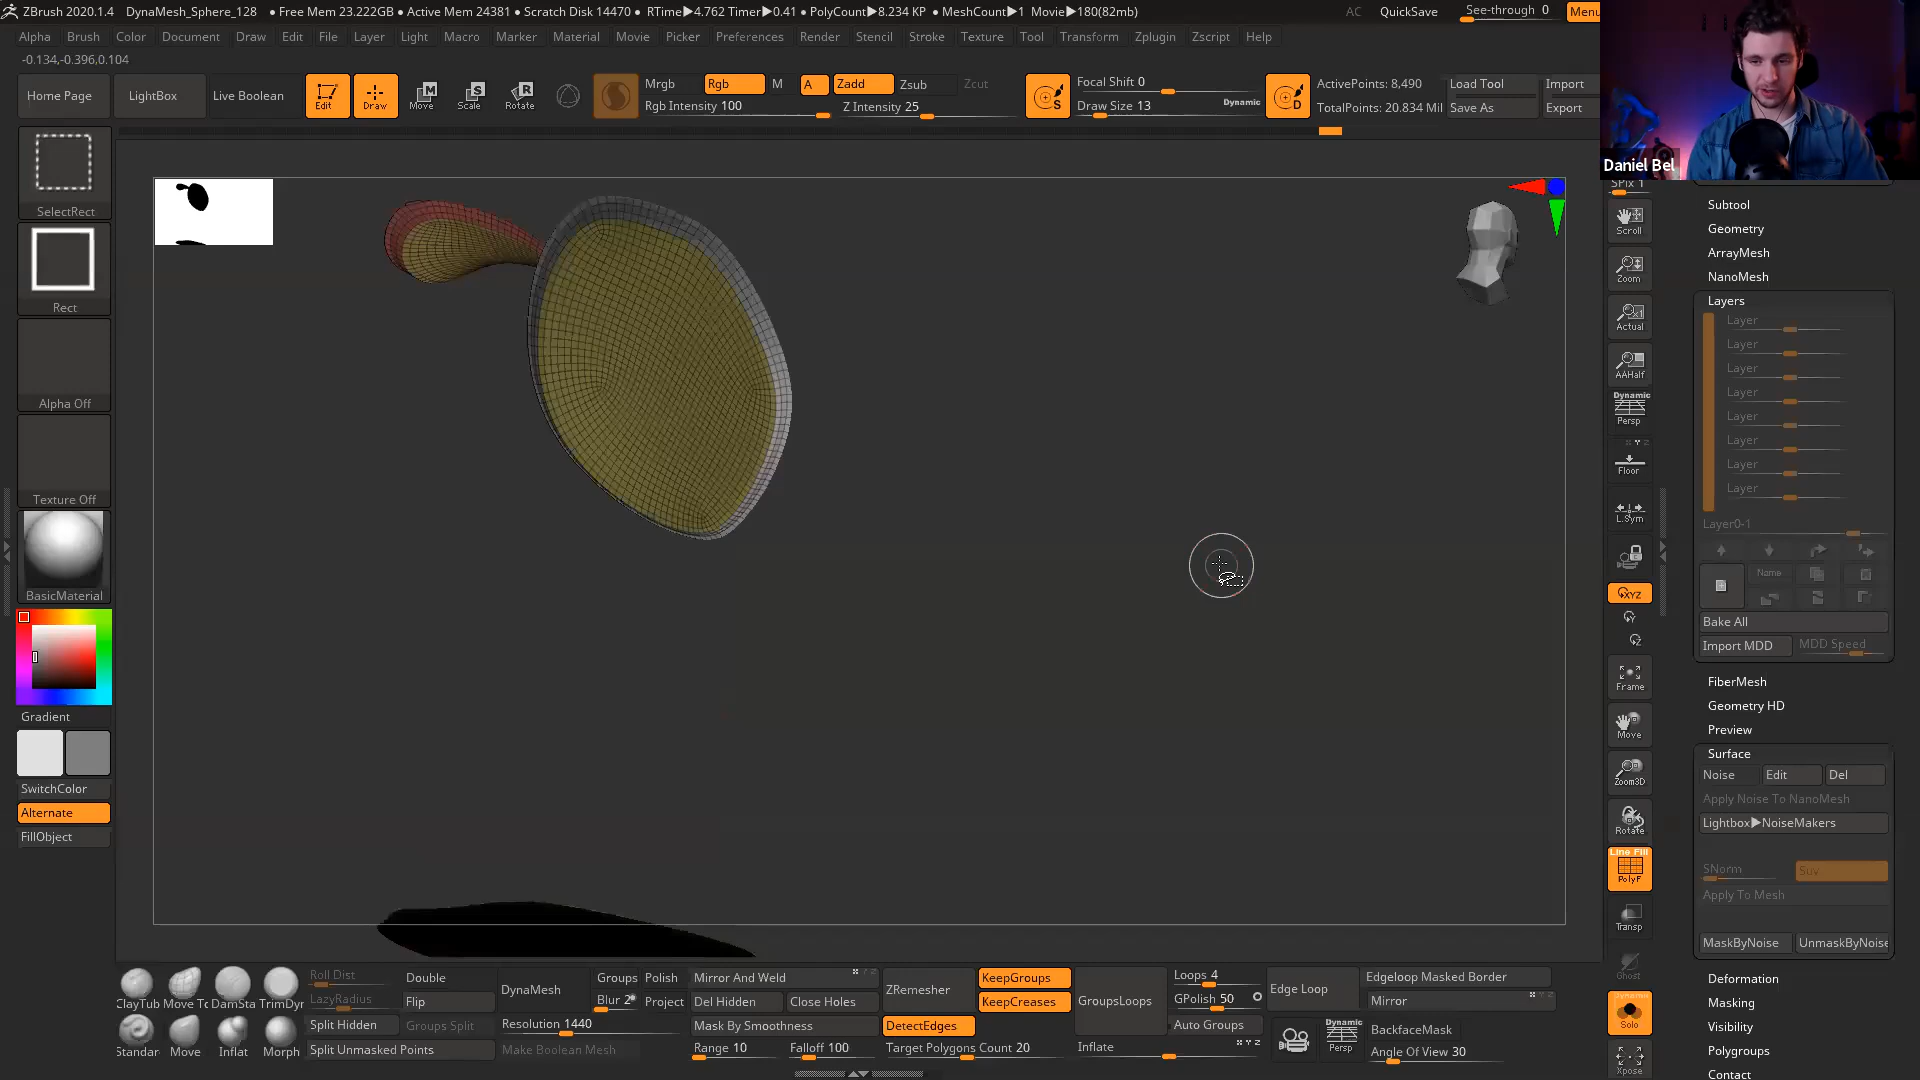 ZBrush 2020.1.4 DynaMesh_Sphere_128 • Free Mem 23.222GB • Active Mem 24381 • Scratch Disk 14470 • RTime▶4.762 Timer▶0.41 • PolyCount▶8.234 KP • MeshCount▶1 Movie▶180(82mb) AC QuickSave See-through 0 Menu
Alpha Brush Color Document Draw Edit File Layer Light Macro Marker Material Movie Picker Preferences Render Stencil Stroke Texture Tool Transform Zplugin Zscript Help
-0.134,-0.396,0.104
Home Page LightBox Live Boolean Edit Draw Move Scale Rotate
Mrgb Rgb M A Zadd Zsub Zcut
Rgb Intensity 100 Z Intensity 25
Focal Shift 0
Draw Size 13 Dynamic
ActivePoints: 8,490
TotalPoints: 20.834 Mil
Load Tool Import
Save As Export
Daniel Bel
SelectRect
Rect
Alpha Off
Texture Off
BasicMaterial
Gradient
SwitchColor
Alternate
FillObject
SPix 1
Scroll
Zoom
Actual
AAHalf
Dynamic
Persp
Floor
L.Sym
XYZ
Frame
Move
Zoom3D
Rotate
Line Fill
PolyF
Transp
Ghost
Dynamic
Solo
Xpose
Subtool
Geometry
ArrayMesh
NanoMesh
Layers
Layer
Layer
Layer
Layer
Layer
Layer
Layer
Layer
Layer0-1
Name
Bake All
Import MDD MDD Speed
FiberMesh
Geometry HD
Preview
Surface
Noise Edit Del
Apply Noise To NanoMesh
Lightbox▶NoiseMakers
SNorm Suv
Apply To Mesh
MaskByNoise UnmaskByNoise
Deformation
Masking
Visibility
Polygroups
Contact
ClayTub Move To DamSta TrimDyr
Standar Move Inflat Morph
Roll Dist
LazyRadius
Split Hidden
Split Unmasked Points
Double
Flip
Groups Split
DynaMesh
Groups Polish
Blur 2 Project
Resolution 1440
Make Boolean Mesh
Mirror And Weld
Del Hidden Close Holes
Mask By Smoothness
Range 10 Falloff 100
ZRemesher
KeepGroups
KeepCreases
DetectEdges
Target Polygons Count 20
GroupsLoops
Loops 4
GPolish 50
Auto Groups
Inflate
Edge Loop
Edgeloop Masked Border
Mirror
Dynamic
Persp
BackfaceMask
Angle Of View 30